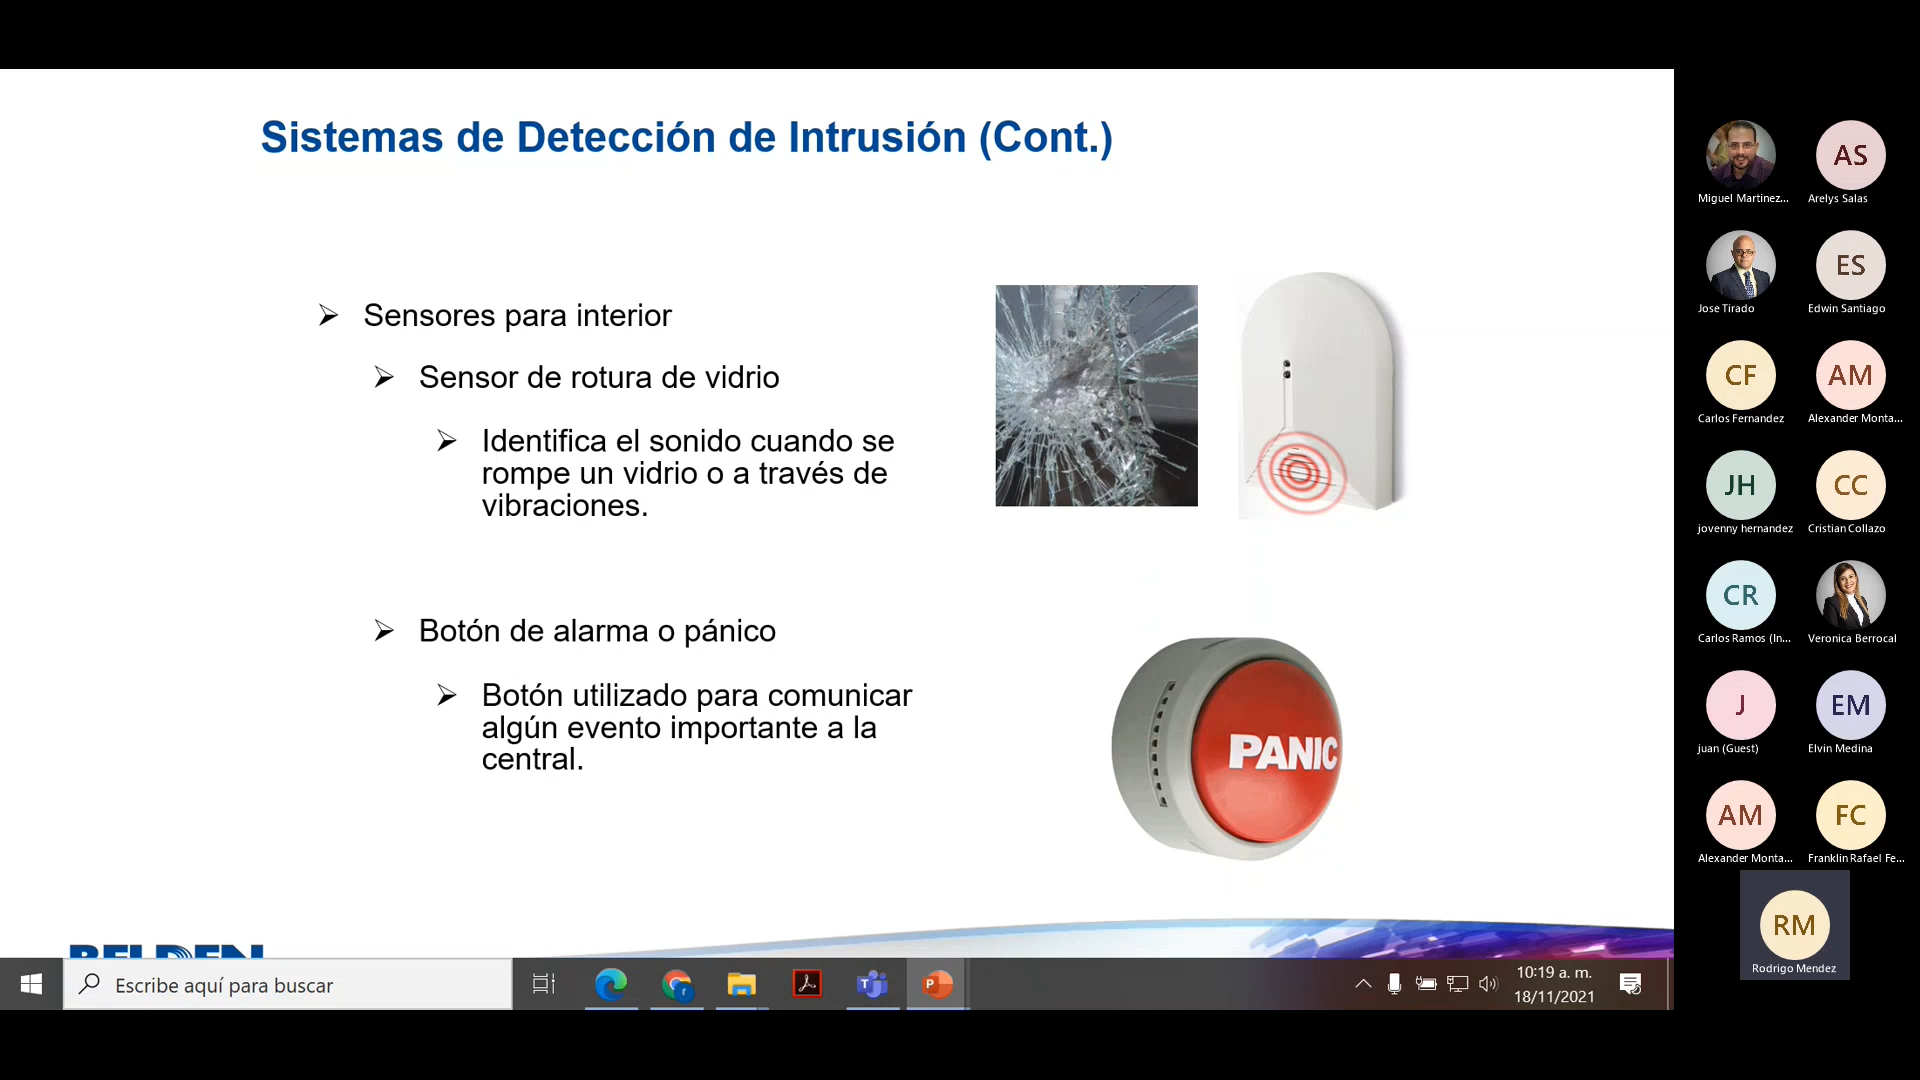 Sistemas de Detección de Intrusión (Cont.)
Sensores para interior
Sensor de rotura de vidrio
Identifica el sonido cuando se
rompe un vidrio o a través de
vibraciones.
Botón de alarma o pánico
Botón utilizado para comunicar
algún evento importante a la
central.
PANIC
BELDEN
Escribe aquí para buscar
10:19 a. m.
18/11/2021
Miguel Martinez...
AS
Arelys Salas
Jose Tirado
ES
Edwin Santiago
CF
Carlos Fernandez
AM
Alexander Monta...
JH
jovenny hernandez
CC
Cristian Collazo
CR
Carlos Ramos (In...
Veronica Berrocal
J
juan (Guest)
EM
Elvin Medina
AM
Alexander Monta...
FC
Franklin Rafael Fe...
RM
Rodrigo Mendez